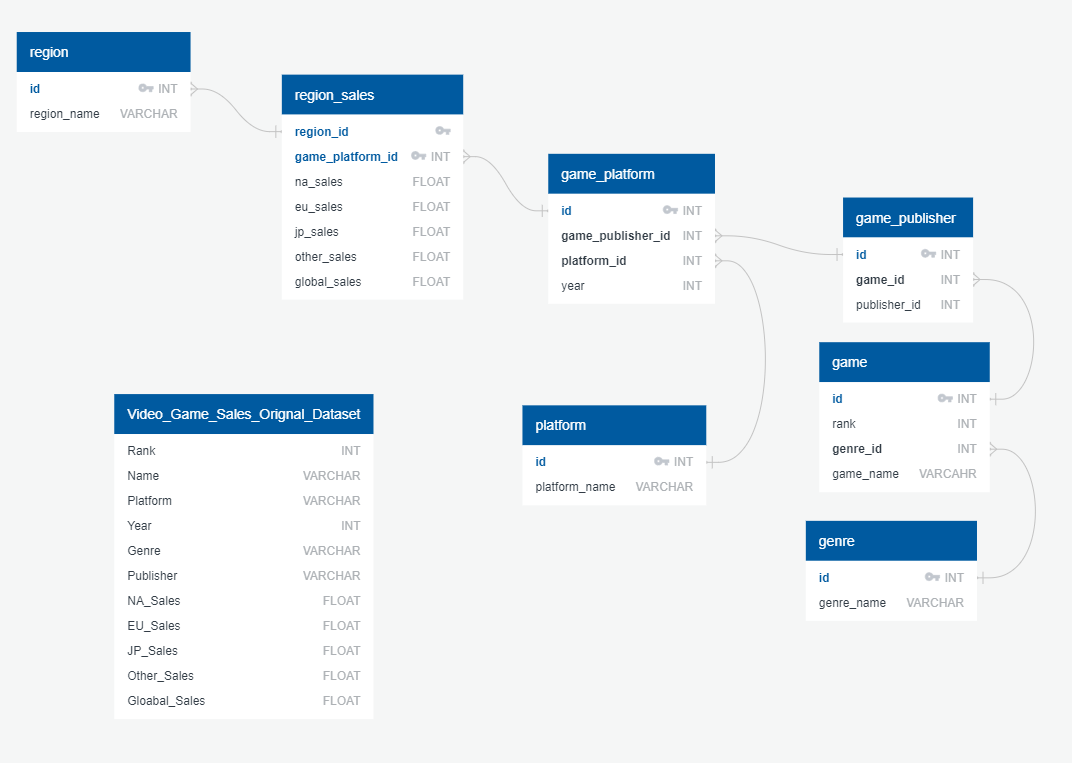 region
id INT
region_name VARCHAR
region_sales
region_id
game_platform_id INT
na_sales FLOAT
eu_sales FLOAT
jp_sales FLOAT
other_sales FLOAT
global_sales FLOAT
game_platform
id INT
game_publisher_id INT
platform_id INT
year INT
game_publisher
id INT
game_id INT
publisher_id INT
game
id INT
rank INT
genre_id INT
game_name VARCAHR
Video_Game_Sales_Orignal_Dataset
Rank INT
Name VARCHAR
Platform VARCHAR
Year INT
Genre VARCHAR
Publisher VARCHAR
NA_Sales FLOAT
EU_Sales FLOAT
JP_Sales FLOAT
Other_Sales FLOAT
Gloabal_Sales FLOAT
platform
id INT
platform_name VARCHAR
genre
id INT
genre_name VARCHAR